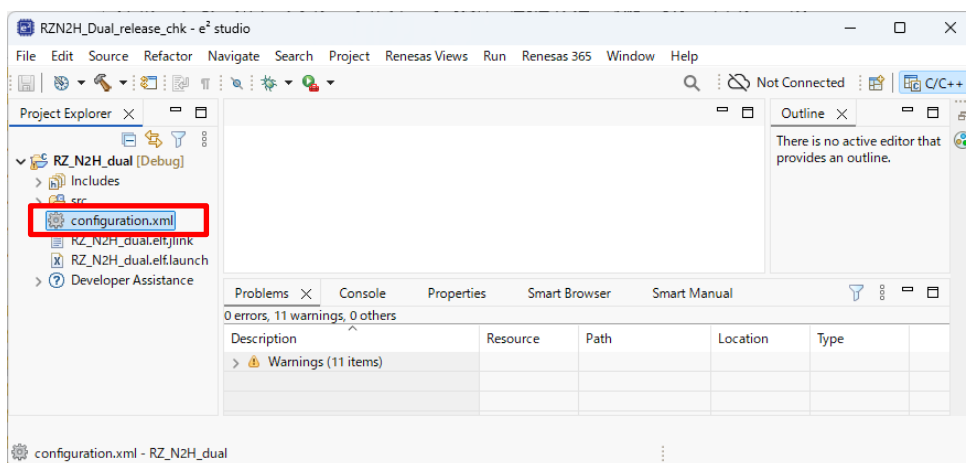 RZN2H_Dual_release_chk - e² studio
File Edit Source Refactor Navigate Search Project Renesas Views Run Renesas 365 Window Help
Not Connected C/C++
Project Explorer
Outline
There is no active editor that
provides an outline.
RZ_N2H_dual [Debug]
Includes
src
configuration.xml
RZ_N2H_dual.elf.jlink
RZ_N2H_dual.elf.launch
Developer Assistance
Problems Console Properties Smart Browser Smart Manual
0 errors, 11 warnings, 0 others
Description Resource Path Location Type
Warnings (11 items)
configuration.xml - RZ_N2H_dual